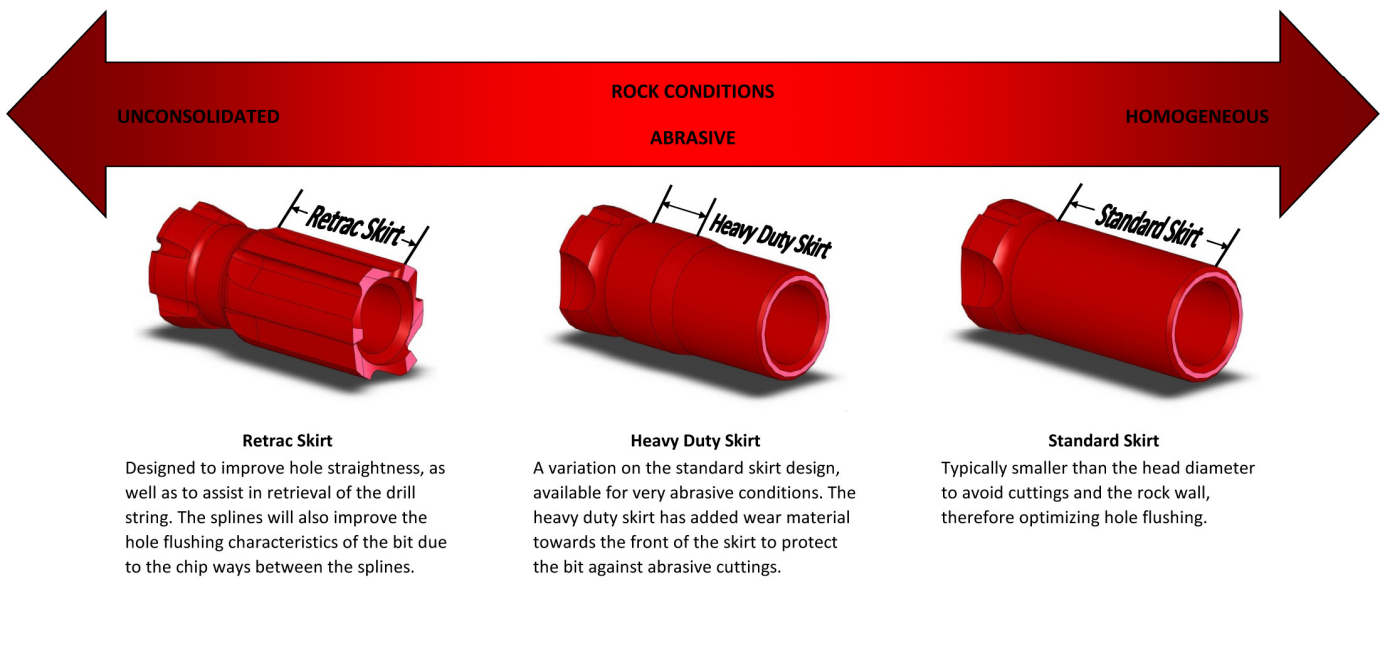 ROCK CONDITIONS
UNCONSOLIDATED
HOMOGENEOUS
ABRASIVE
Retrac Skirt
Heavy Duty Skirt
Standard Skirt
Retrac Skirt
Designed to improve hole straightness, as
well as to assist in retrieval of the drill
string. The splines will also improve the
hole flushing characteristics of the bit due
to the chip ways between the splines.
Heavy Duty Skirt
A variation on the standard skirt design,
available for very abrasive conditions. The
heavy duty skirt has added wear material
towards the front of the skirt to protect
the bit against abrasive cuttings.
Standard Skirt
Typically smaller than the head diameter
to avoid cuttings and the rock wall,
therefore optimizing hole flushing.